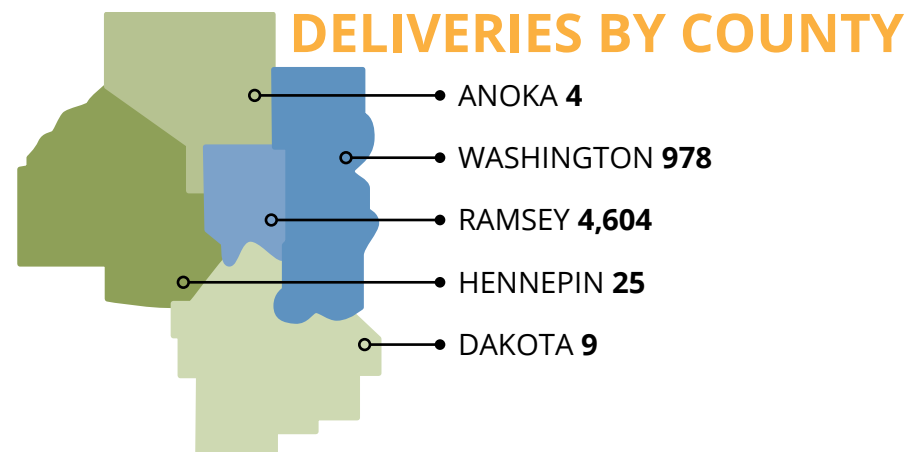 DELIVERIES BY COUNTY
ANOKA 4
WASHINGTON 978
RAMSEY 4,604
HENNEPIN 25
DAKOTA 9